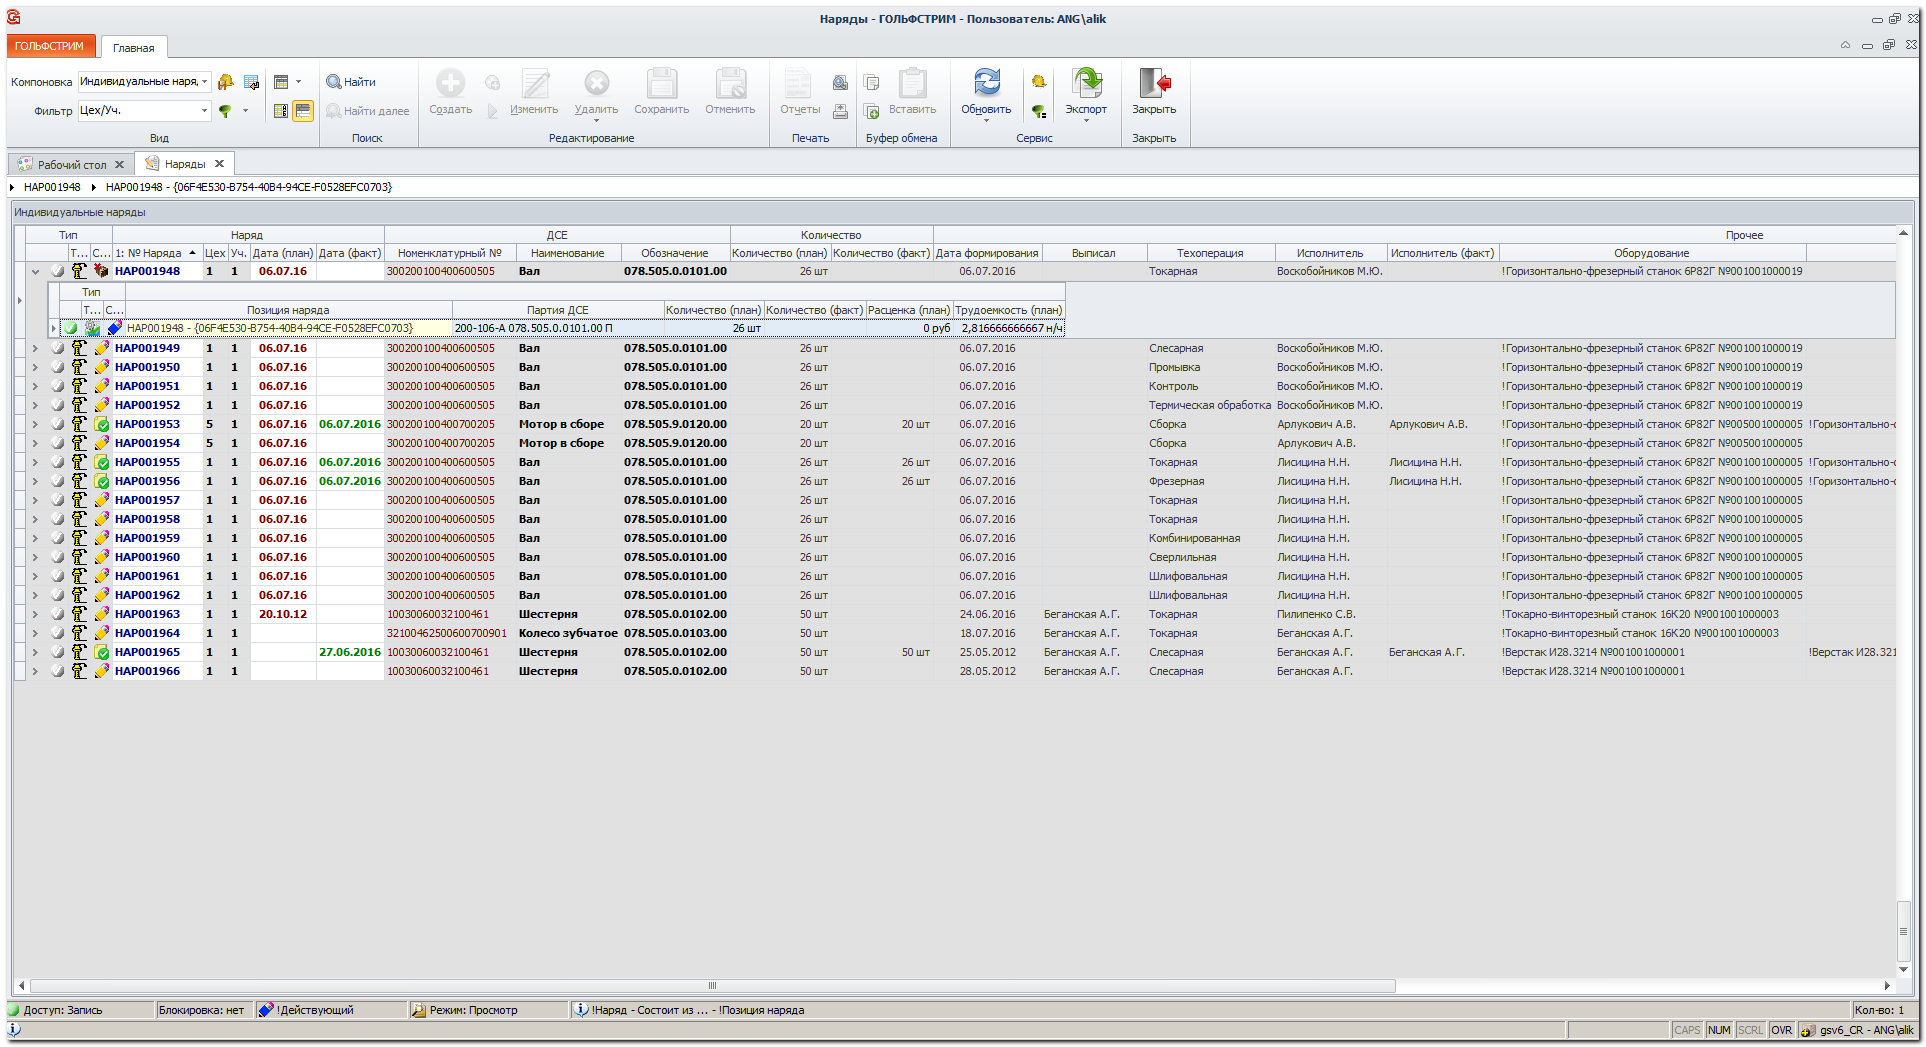 Наряды - ГОЛЬФСТРИМ - Пользователь: ANG\alik
ГОЛЬФСТРИМ Главная
Компоновка Индивидуальные наряд Найти Создать Изменить Удалить Сохранить Отменить Отчеты Вставить Обновить Экспорт Закрыть
Фильтр Цех/Уч. Найти далее
Вид Поиск Редактирование Печать Буфер обмена Сервис Закрыть
Рабочий стол Наряды
НАР001948 НАР001948 - {06F4E530-B754-40B4-94CE-F0528EFC0703}
Индивидуальные наряды
Тип Наряд ДСЕ Количество Прочее
Т... С... 1: № Наряда Цех Уч. Дата (план) Дата (факт) Номенклатурный № Наименование Обозначение Количество (план) Количество (факт) Дата формирования Выписал Техоперация Исполнитель Исполнитель (факт) Оборудование
НАР001948 1 1 06.07.16 300200100400600505 Вал 078.505.0.0101.00 26 шт 06.07.2016 Токарная Воскобойников М.Ю. !Горизонтально-фрезерный станок 6Р82Г №001001000019
Тип
Т... С... Позиция наряда Партия ДСЕ Количество (план) Количество (факт) Расценка (план) Трудоемкость (план)
НАР001948 - {06F4E530-B754-40B4-94CE-F0528EFC0703} 200-106-А 078.505.0.0101.00 П 26 шт 0 руб 2,816666666667 н/ч
НАР001949 1 1 06.07.16 300200100400600505 Вал 078.505.0.0101.00 26 шт 06.07.2016 Слесарная Воскобойников М.Ю. !Горизонтально-фрезерный станок 6Р82Г №001001000019
НАР001950 1 1 06.07.16 300200100400600505 Вал 078.505.0.0101.00 26 шт 06.07.2016 Промывка Воскобойников М.Ю. !Горизонтально-фрезерный станок 6Р82Г №001001000019
НАР001951 1 1 06.07.16 300200100400600505 Вал 078.505.0.0101.00 26 шт 06.07.2016 Контроль Воскобойников М.Ю. !Горизонтально-фрезерный станок 6Р82Г №001001000019
НАР001952 1 1 06.07.16 300200100400600505 Вал 078.505.0.0101.00 26 шт 06.07.2016 Термическая обработка Воскобойников М.Ю. !Горизонтально-фрезерный станок 6Р82Г №001001000019
НАР001953 5 1 06.07.16 06.07.2016 300200100400700205 Мотор в сборе 078.505.9.0120.00 20 шт 20 шт 06.07.2016 Сборка Арлукович А.В. Арлукович А.В. !Горизонтально-фрезерный станок 6Р82Г №005001000005 !Горизонтально-
НАР001954 5 1 06.07.16 300200100400700205 Мотор в сборе 078.505.9.0120.00 20 шт 06.07.2016 Сборка Арлукович А.В. !Горизонтально-фрезерный станок 6Р82Г №005001000005
НАР001955 1 1 06.07.16 06.07.2016 300200100400600505 Вал 078.505.0.0101.00 26 шт 26 шт 06.07.2016 Токарная Лисицина Н.Н. Лисицина Н.Н. !Горизонтально-фрезерный станок 6Р82Г №001001000005 !Горизонтально-
НАР001956 1 1 06.07.16 06.07.2016 300200100400600505 Вал 078.505.0.0101.00 26 шт 26 шт 06.07.2016 Фрезерная Лисицина Н.Н. Лисицина Н.Н. !Горизонтально-фрезерный станок 6Р82Г №001001000005 !Горизонтально-
НАР001957 1 1 06.07.16 300200100400600505 Вал 078.505.0.0101.00 26 шт 06.07.2016 Токарная Лисицина Н.Н. !Горизонтально-фрезерный станок 6Р82Г №001001000005
НАР001958 1 1 06.07.16 300200100400600505 Вал 078.505.0.0101.00 26 шт 06.07.2016 Токарная Лисицина Н.Н. !Горизонтально-фрезерный станок 6Р82Г №001001000005
НАР001959 1 1 06.07.16 300200100400600505 Вал 078.505.0.0101.00 26 шт 06.07.2016 Комбинированная Лисицина Н.Н. !Горизонтально-фрезерный станок 6Р82Г №001001000005
НАР001960 1 1 06.07.16 300200100400600505 Вал 078.505.0.0101.00 26 шт 06.07.2016 Сверлильная Лисицина Н.Н. !Горизонтально-фрезерный станок 6Р82Г №001001000005
НАР001961 1 1 06.07.16 300200100400600505 Вал 078.505.0.0101.00 26 шт 06.07.2016 Шлифовальная Лисицина Н.Н. !Горизонтально-фрезерный станок 6Р82Г №001001000005
НАР001962 1 1 06.07.16 300200100400600505 Вал 078.505.0.0101.00 26 шт 06.07.2016 Шлифовальная Лисицина Н.Н. !Горизонтально-фрезерный станок 6Р82Г №001001000005
НАР001963 1 1 20.10.12 10030060032100461 Шестерня 078.505.0.0102.00 50 шт 24.06.2016 Беганская А.Г. Токарная Пилипенко С.В. !Токарно-винторезный станок 16К20 №001001000003
НАР001964 1 1 32100462500600700901 Колесо зубчатое 078.505.0.0103.00 50 шт 18.07.2016 Беганская А.Г. Токарная Беганская А.Г. !Токарно-винторезный станок 16К20 №001001000003
НАР001965 1 1 27.06.2016 10030060032100461 Шестерня 078.505.0.0102.00 50 шт 50 шт 25.05.2012 Беганская А.Г. Слесарная Беганская А.Г. Беганская А.Г. !Верстак И28.3214 №001001000001 !Верстак И28.321
НАР001966 1 1 10030060032100461 Шестерня 078.505.0.0102.00 50 шт 28.05.2012 Беганская А.Г. Слесарная Беганская А.Г. !Верстак И28.3214 №001001000001
Доступ: Запись Блокировка: нет !Действующий Режим: Просмотр !Наряд - Состоит из ... - !Позиция наряда Кол-во: 1
CAPS NUM SCRL OVR gsv6_CR - ANG\alik